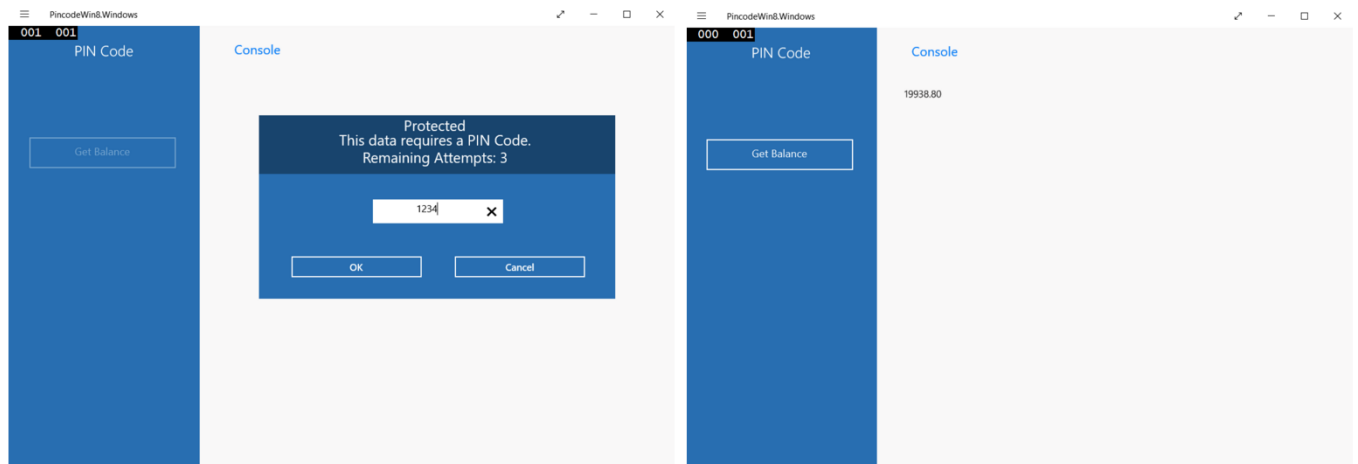 PincodeWin8.Windows
001 001
PIN Code
Console
Get Balance
Protected
This data requires a PIN Code.
Remaining Attempts: 3
1234
OK
Cancel
PincodeWin8.Windows
000 001
PIN Code
Console
19938.80
Get Balance